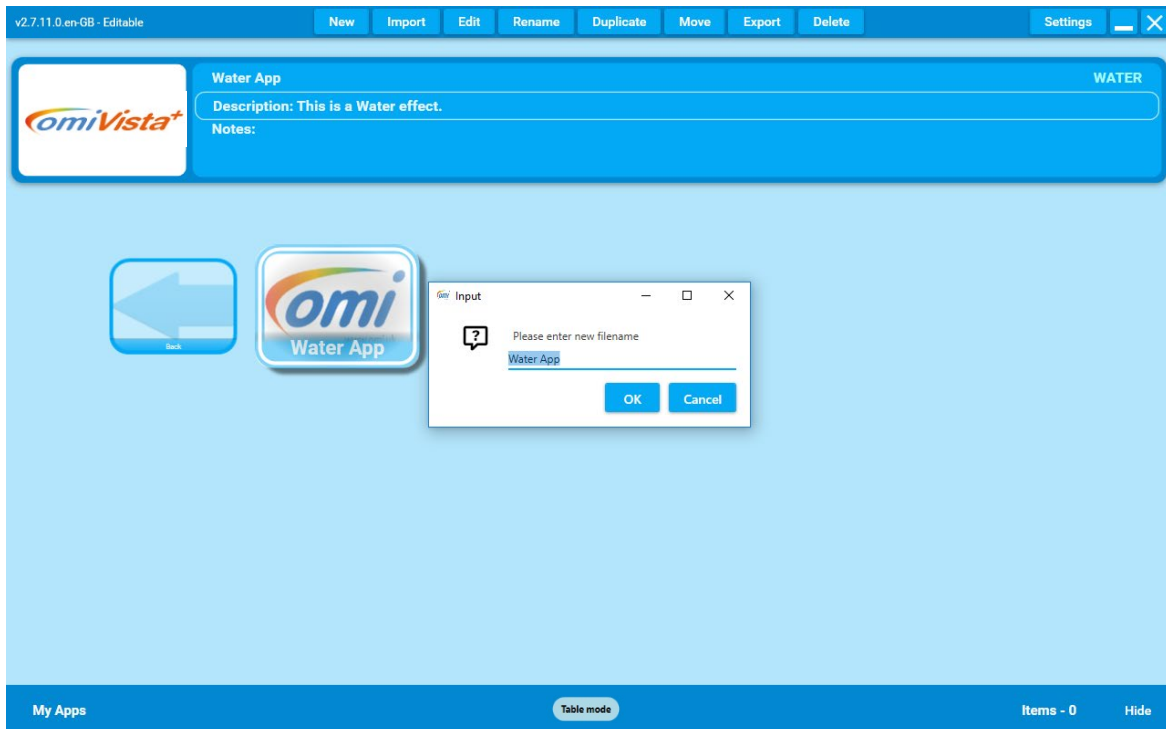 v2.7.11.0.en-GB - Editable New Import Edit Rename Duplicate Move Export Delete Settings
omiVista+
Water App WATER
Description: This is a Water effect.
Notes:
Back
omi
Water App
omi Input
?
Please enter new filename
Water App
OK Cancel
My Apps Table mode Items - 0 Hide